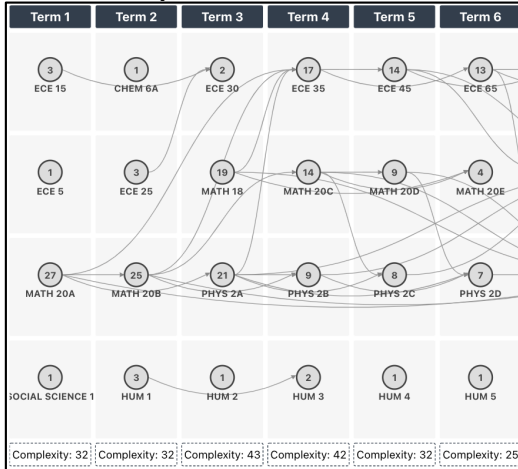 Term 1 Term 2 Term 3 Term 4 Term 5 Term 6
3 1 2 17 14 13
ECE 15 CHEM 6A ECE 30 ECE 35 ECE 45 ECE 65
1 3 19 14 9 4
ECE 5 ECE 25 MATH 18 MATH 20C MATH 20D MATH 20E
27 25 21 9 8 7
MATH 20A MATH 20B PHYS 2A PHYS 2B PHYS 2C PHYS 2D
1 3 1 2 1 1
SOCIAL SCIENCE 1 HUM 1 HUM 2 HUM 3 HUM 4 HUM 5
Complexity: 32 Complexity: 32 Complexity: 43 Complexity: 42 Complexity: 32 Complexity: 25